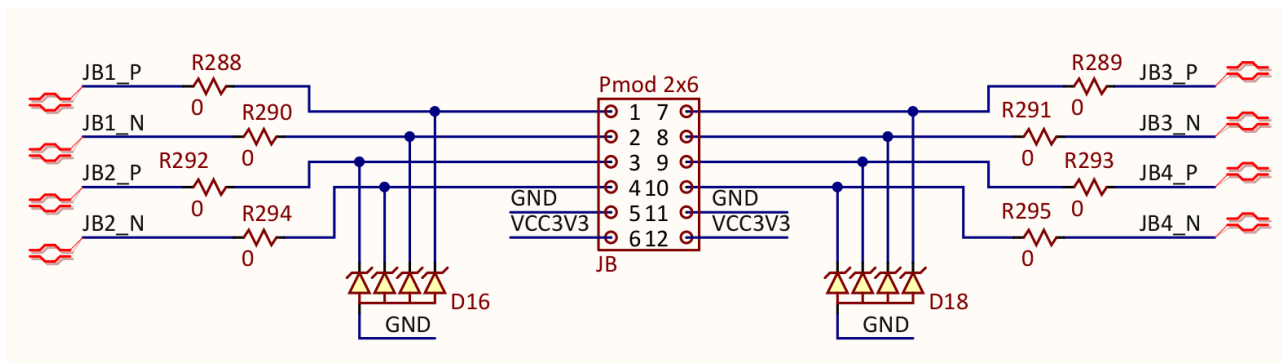 JB1_P R288 0
JB1_N R290 0
JB2_P R292 0
JB2_N R294 0
Pmod 2x6
1 7
2 8
3 9
4 10
GND 5 11 GND
VCC3V3 6 12 VCC3V3
JB
R289 0 JB3_P
R291 0 JB3_N
R293 0 JB4_P
R295 0 JB4_N
D16
GND
D18
GND